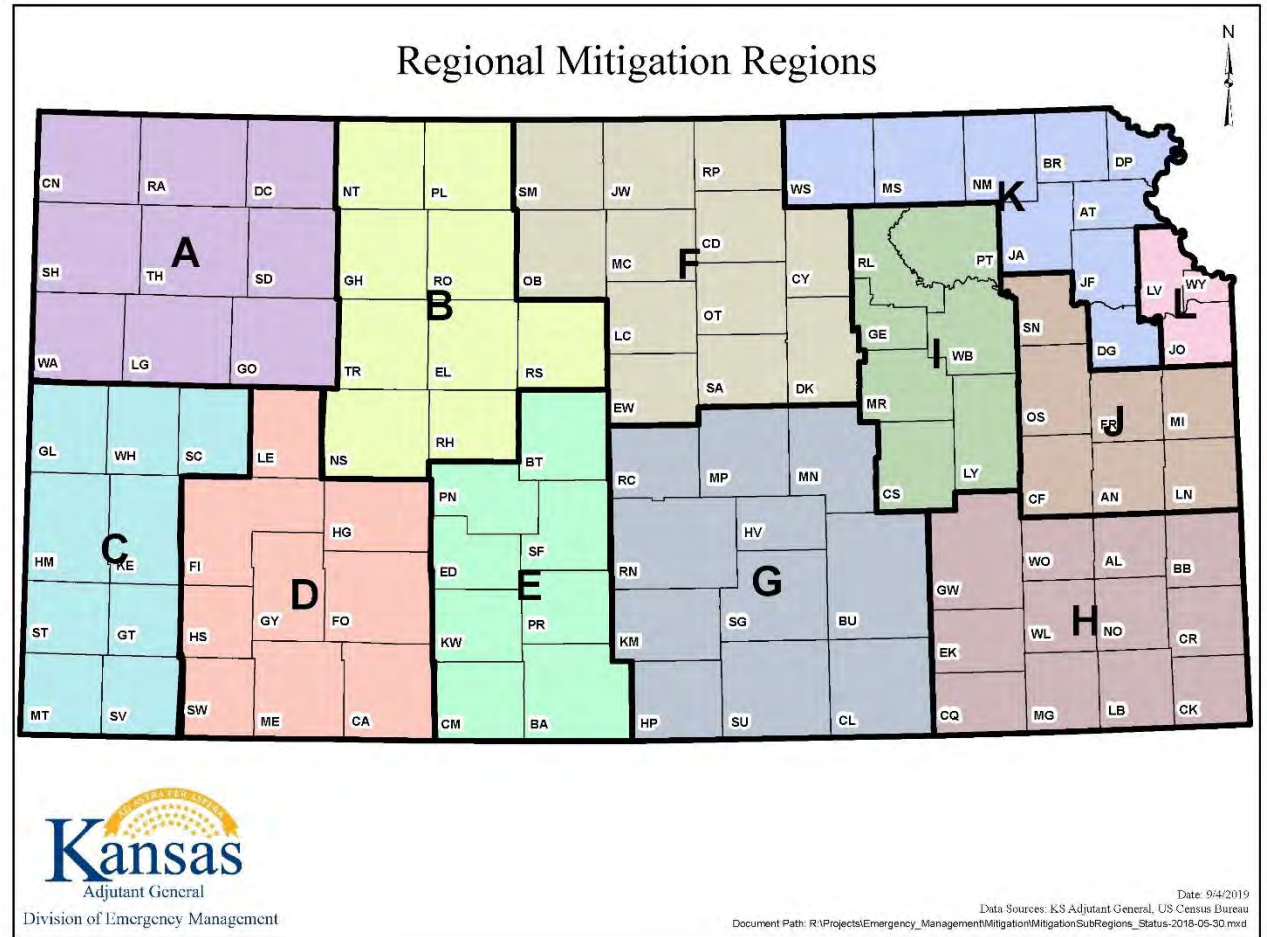 Regional Mitigation Regions
N
CN
RA
DC
NT
PL
SM
JW
RP
WS
MS
NM
BR
DP
K
AT
A
SH
TH
SD
GH
RO
B
OB
MC
CD
F
CY
RL
PT
JA
JF
LV
WY
L
WA
LG
GO
TR
EL
RS
LC
OT
GE
I
WB
SN
DG
JO
EW
SA
DK
MR
OS
FR
J
MI
GL
WH
SC
LE
NS
RH
BT
RC
MP
MN
CS
LY
CF
AN
LN
HM
C
KE
FI
HG
PN
SF
ED
E
RN
HV
G
GW
WO
AL
BB
ST
GT
HS
D
GY
FO
KW
PR
KM
SG
BU
EK
WL
H
NO
CR
MT
SV
SW
ME
CA
CM
BA
HP
SU
CL
CQ
MG
LB
CK
AD ASTRA PER ASPERA
Kansas
Adjutant General
Division of Emergency Management
Date: 9/4/2019
Data Sources: KS Adjutant General, US Census Bureau
Document Path: R:\Projects\Emergency_Management\Mitigation\MitigationSubRegions_Status-2018-05-30.mxd